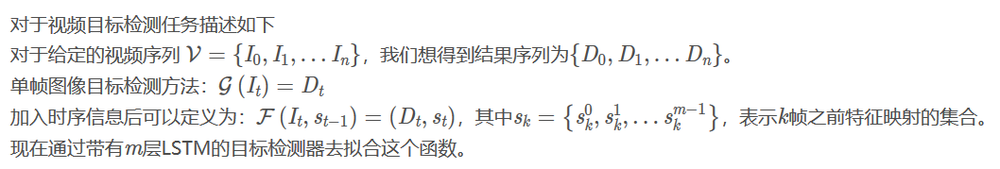 对于视频目标检测任务描述如下
对于给定的视频序列 $\mathcal{V} = \{I_0, I_1, \ldots I_n\}$，我们想得到结果序列为$\{D_0, D_1, \ldots D_n\}$。
单帧图像目标检测方法：$\mathcal{G}(I_t) = D_t$
加入时序信息后可以定义为：$\mathcal{F}(I_t, s_{t-1}) = (D_t, s_t)$，其中$s_k = \{s_k^0, s_k^1, \ldots s_k^{m-1}\}$，表示$k$帧之前特征映射的集合。
现在通过带有$m$层LSTM的目标检测器去拟合这个函数。